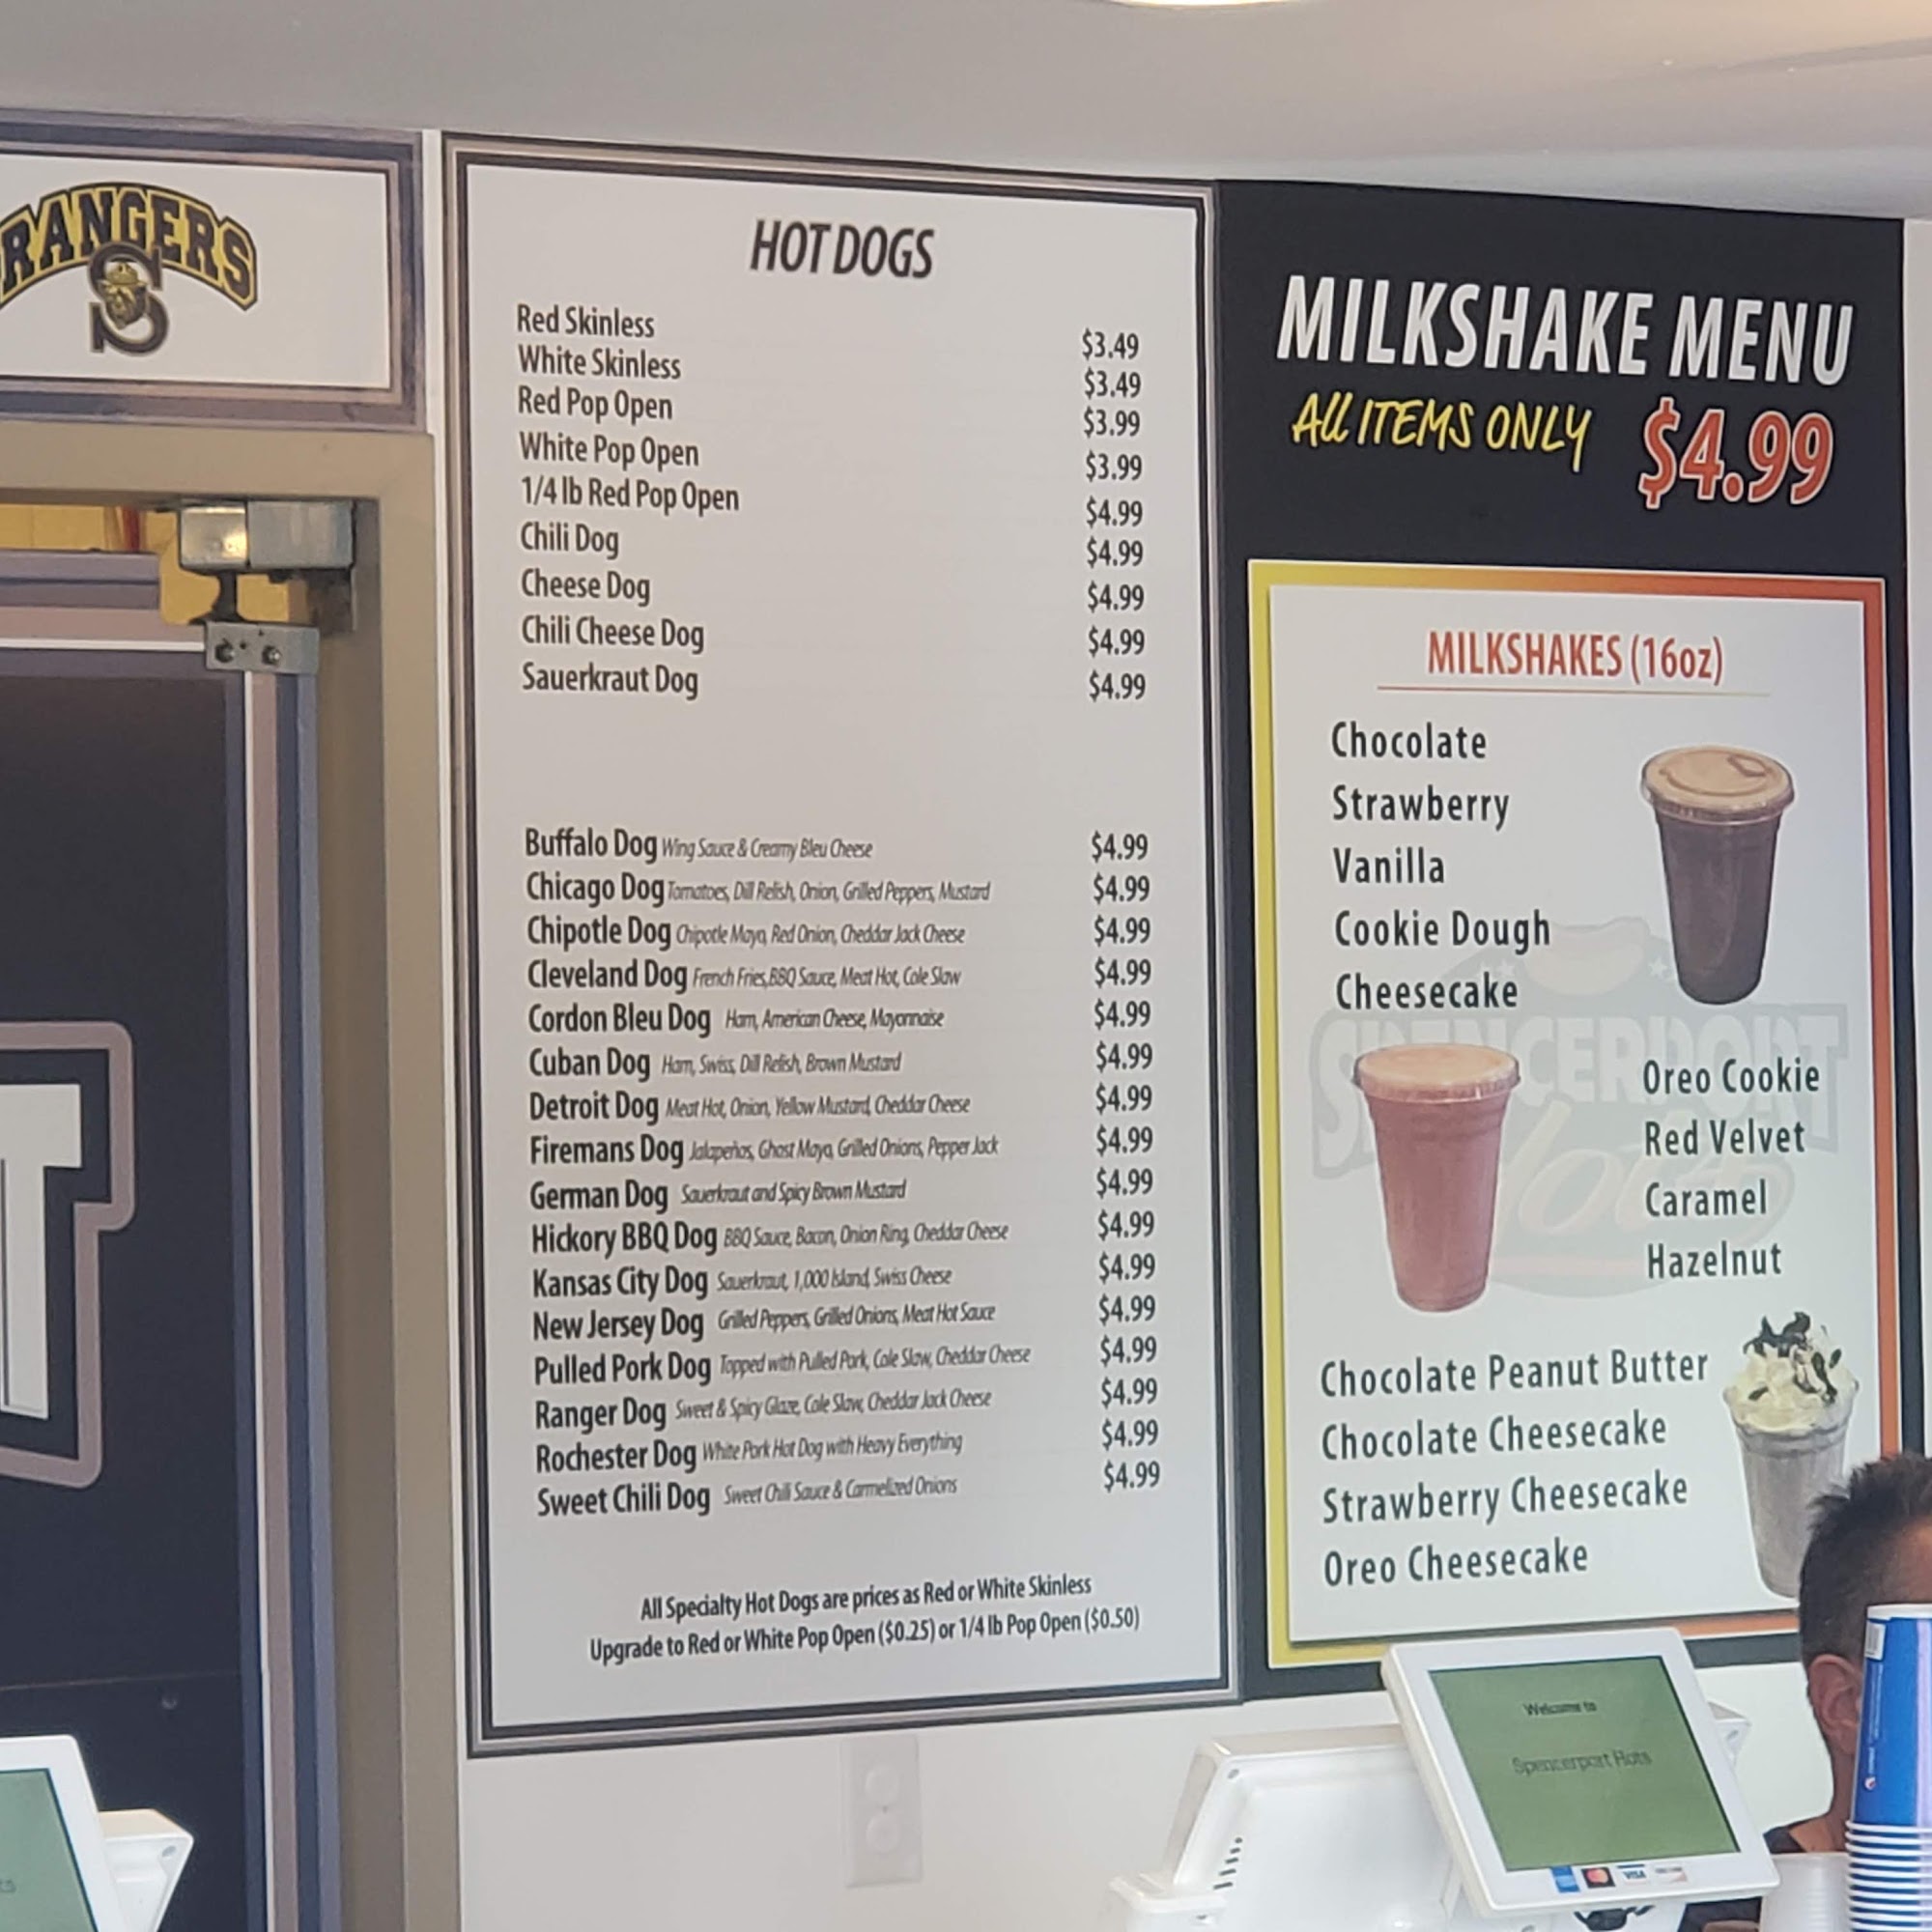 RANGERS
S
HOT DOGS
Red Skinless $3.49
White Skinless $3.49
Red Pop Open $3.99
White Pop Open $3.99
1/4 lb Red Pop Open $4.99
Chili Dog $4.99
Cheese Dog $4.99
Chili Cheese Dog $4.99
Sauerkraut Dog $4.99
Buffalo Dog Wing Sauce & Creamy Bleu Cheese $4.99
Chicago Dog Tomatoes, Dill Relish, Onion, Grilled Peppers, Mustard $4.99
Chipotle Dog Chipotle Mayo, Red Onion, Cheddar Jack Cheese $4.99
Cleveland Dog French Fries, BBQ Sauce, Meat Hot, Cole Slaw $4.99
Cordon Bleu Dog Ham, American Cheese, Mayonnaise $4.99
Cuban Dog Ham, Swiss, Dill Relish, Brown Mustard $4.99
Detroit Dog Meat Hot, Onion, Yellow Mustard, Cheddar Cheese $4.99
Firemans Dog Jalapeños, Ghost Mayo, Grilled Onions, Pepper Jack $4.99
German Dog Sauerkraut and Spicy Brown Mustard $4.99
Hickory BBQ Dog BBQ Sauce, Bacon, Onion Ring, Cheddar Cheese $4.99
Kansas City Dog Sauerkraut, 1,000 Island, Swiss Cheese $4.99
New Jersey Dog Grilled Peppers, Grilled Onions, Meat Hot Sauce $4.99
Pulled Pork Dog Topped with Pulled Pork, Cole Slaw, Cheddar Cheese $4.99
Ranger Dog Sweet & Spicy Glaze, Cole Slaw, Cheddar Jack Cheese $4.99
Rochester Dog White Pork Hot Dog with Heavy Everything $4.99
Sweet Chili Dog Sweet Chili Sauce & Carmelized Onions $4.99
All Specialty Hot Dogs are prices as Red or White Skinless
Upgrade to Red or White Pop Open ($0.25) or 1/4 lb Pop Open ($0.50)
MILKSHAKE MENU
All ITEMS ONLY $4.99
MILKSHAKES (16oz)
Chocolate
Strawberry
Vanilla
Cookie Dough
Cheesecake
SPENCERPORT
Hots
Oreo Cookie
Red Velvet
Caramel
Hazelnut
Chocolate Peanut Butter
Chocolate Cheesecake
Strawberry Cheesecake
Oreo Cheesecake
Welcome to
Spencerport Hots
VISA
T